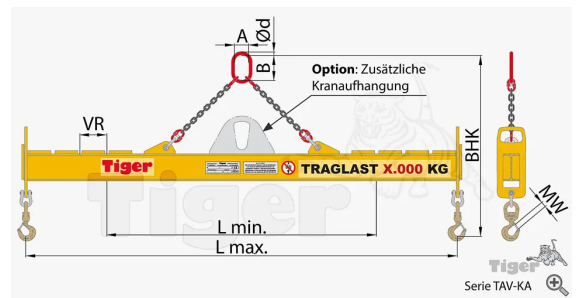 A
Ød
B
Option: Zusätzliche
Kranaufhangung
VR
BHK
Tiger
TRAGLAST X.000 KG
MW
L min.
L max.
Tiger
Tiger
Serie TAV-KA